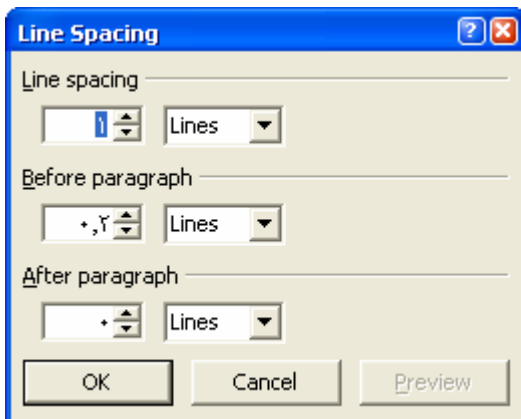 Line Spacing
Line spacing
١ Lines
Before paragraph
٠,٢ Lines
After paragraph
٠ Lines
OK Cancel Preview